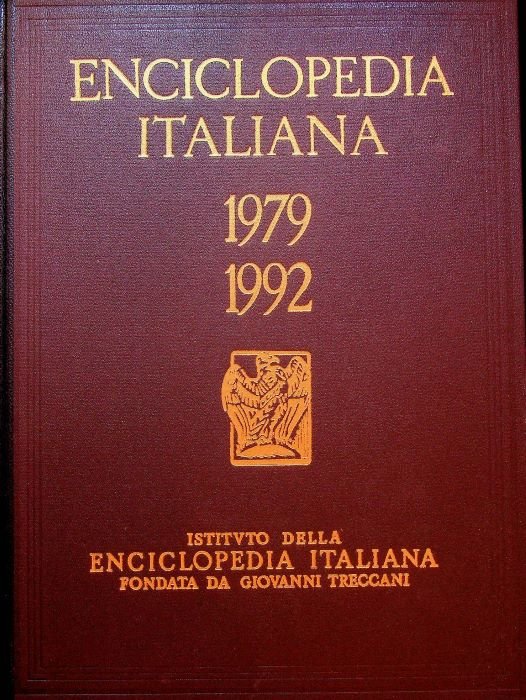 ENCICLOPEDIA
ITALIANA
1979
1992
ISTITVTO DELLA
ENCICLOPEDIA ITALIANA
FONDATA DA GIOVANNI TRECCANI